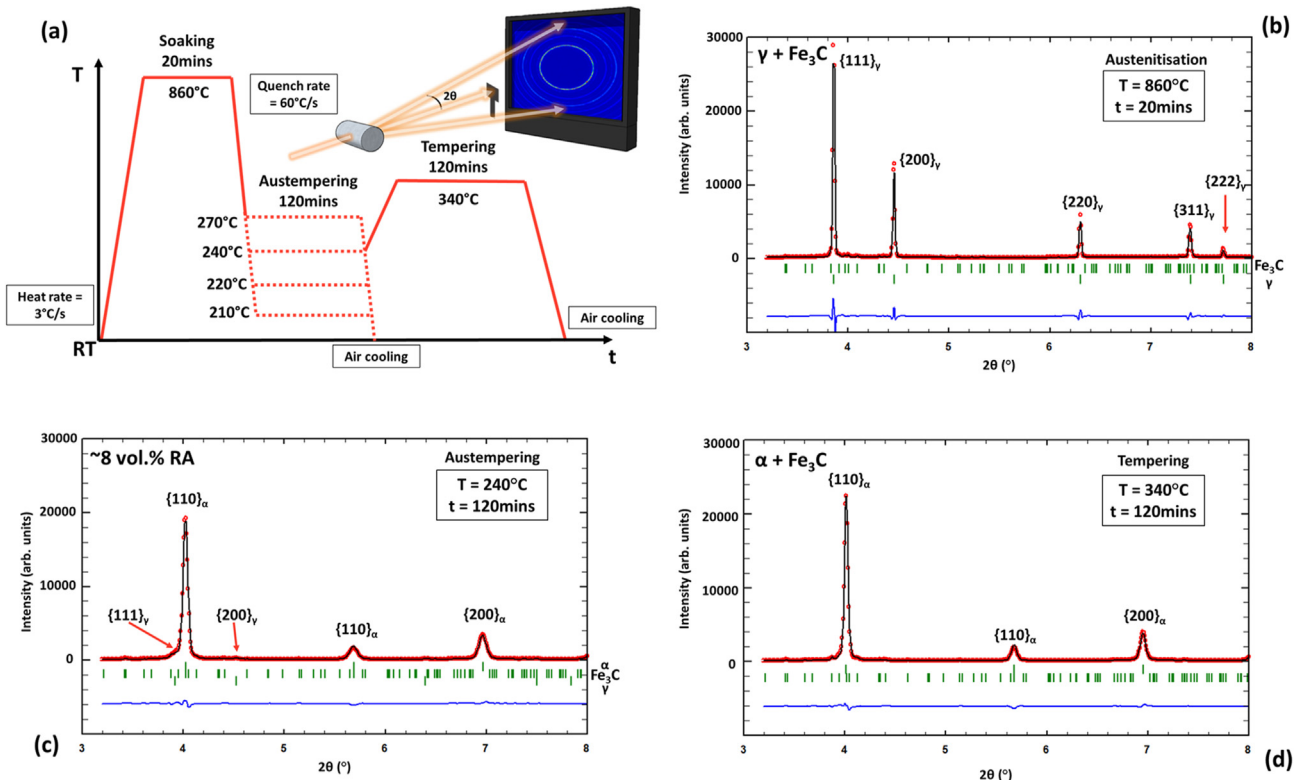 (a)
T
Soaking
20mins
860°C
Quench rate
= 60°C/s
2θ
Tempering
120mins
340°C
Austempering
120mins
270°C
240°C
220°C
210°C
Heat rate =
3°C/s
RT
Air cooling
Air cooling
t
(b)
γ + Fe₃C
Austenitisation
T = 860°C
t = 20mins
{111}γ
{200}γ
{220}γ
{311}γ
{222}γ
Fe₃C
γ
Intensity (arb. units)
30000
20000
10000
0
3 4 5 6 7 8
2θ (°)
~8 vol.% RA
Austempering
T = 240°C
t = 120mins
{110}α
{111}γ
{200}γ
{110}α
{200}α
α
Fe₃C
γ
Intensity (arb. units)
30000
20000
10000
0
3 4 5 6 7 8
2θ (°)
(c)
α + Fe₃C
Tempering
T = 340°C
t = 120mins
{110}α
{110}α
{200}α
Intensity (arb. units)
30000
20000
10000
0
3 4 5 6 7 8
2θ (°)
(d)